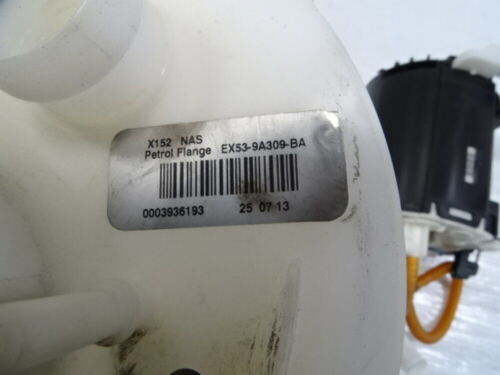 X152 NAS
Petrol Flange EX53-9A309-BA
0003936193 25 07 13